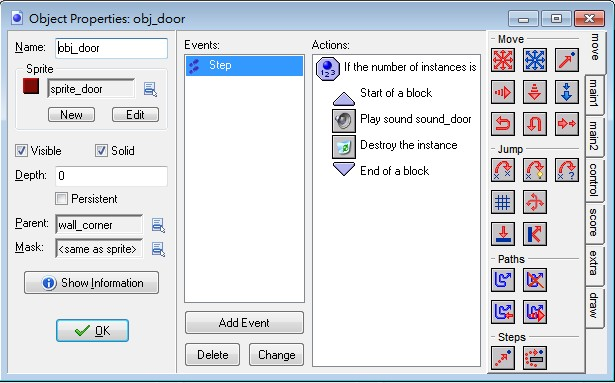 Object Properties: obj_door
Name: obj_door
Sprite
sprite_door
New
Edit
Visible
Solid
Depth: 0
Persistent
Parent: wall_corner
Mask: <same as sprite>
Show Information
OK
Events:
Step
Add Event
Delete
Change
Actions:
1 2 3
If the number of instances is
Start of a block
Play sound sound_door
Destroy the instance
End of a block
Move
Jump
?
Paths
Steps
move
main1
main2
control
score
extra
draw